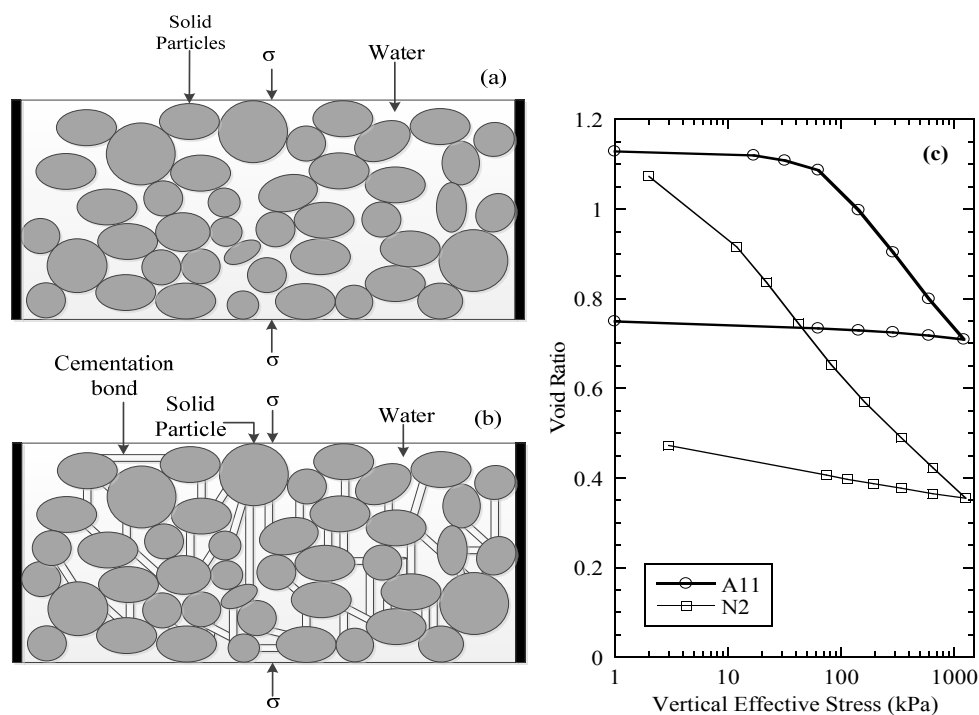 Solid
Particles
σ
Water
(a)
σ
Cementation
bond
Solid
Particle
σ
Water
(b)
σ
1.2
1
0.8
0.6
0.4
0.2
0
Void Ratio
(c)
A11
N2
1
10
100
1000
Vertical Effective Stress (kPa)